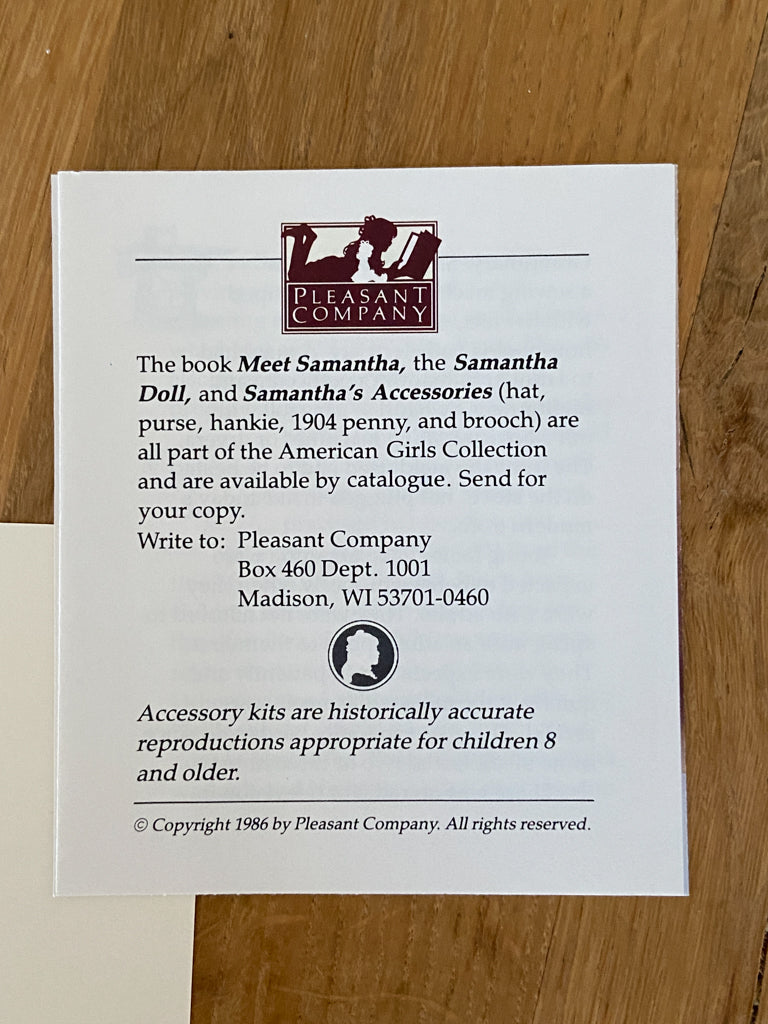 PLEASANT
COMPANY
The book Meet Samantha, the Samantha
Doll, and Samantha's Accessories (hat,
purse, hankie, 1904 penny, and brooch) are
all part of the American Girls Collection
and are available by catalogue. Send for
your copy.
Write to: Pleasant Company
Box 460 Dept. 1001
Madison, WI 53701-0460
Accessory kits are historically accurate
reproductions appropriate for children 8
and older.
© Copyright 1986 by Pleasant Company. All rights reserved.